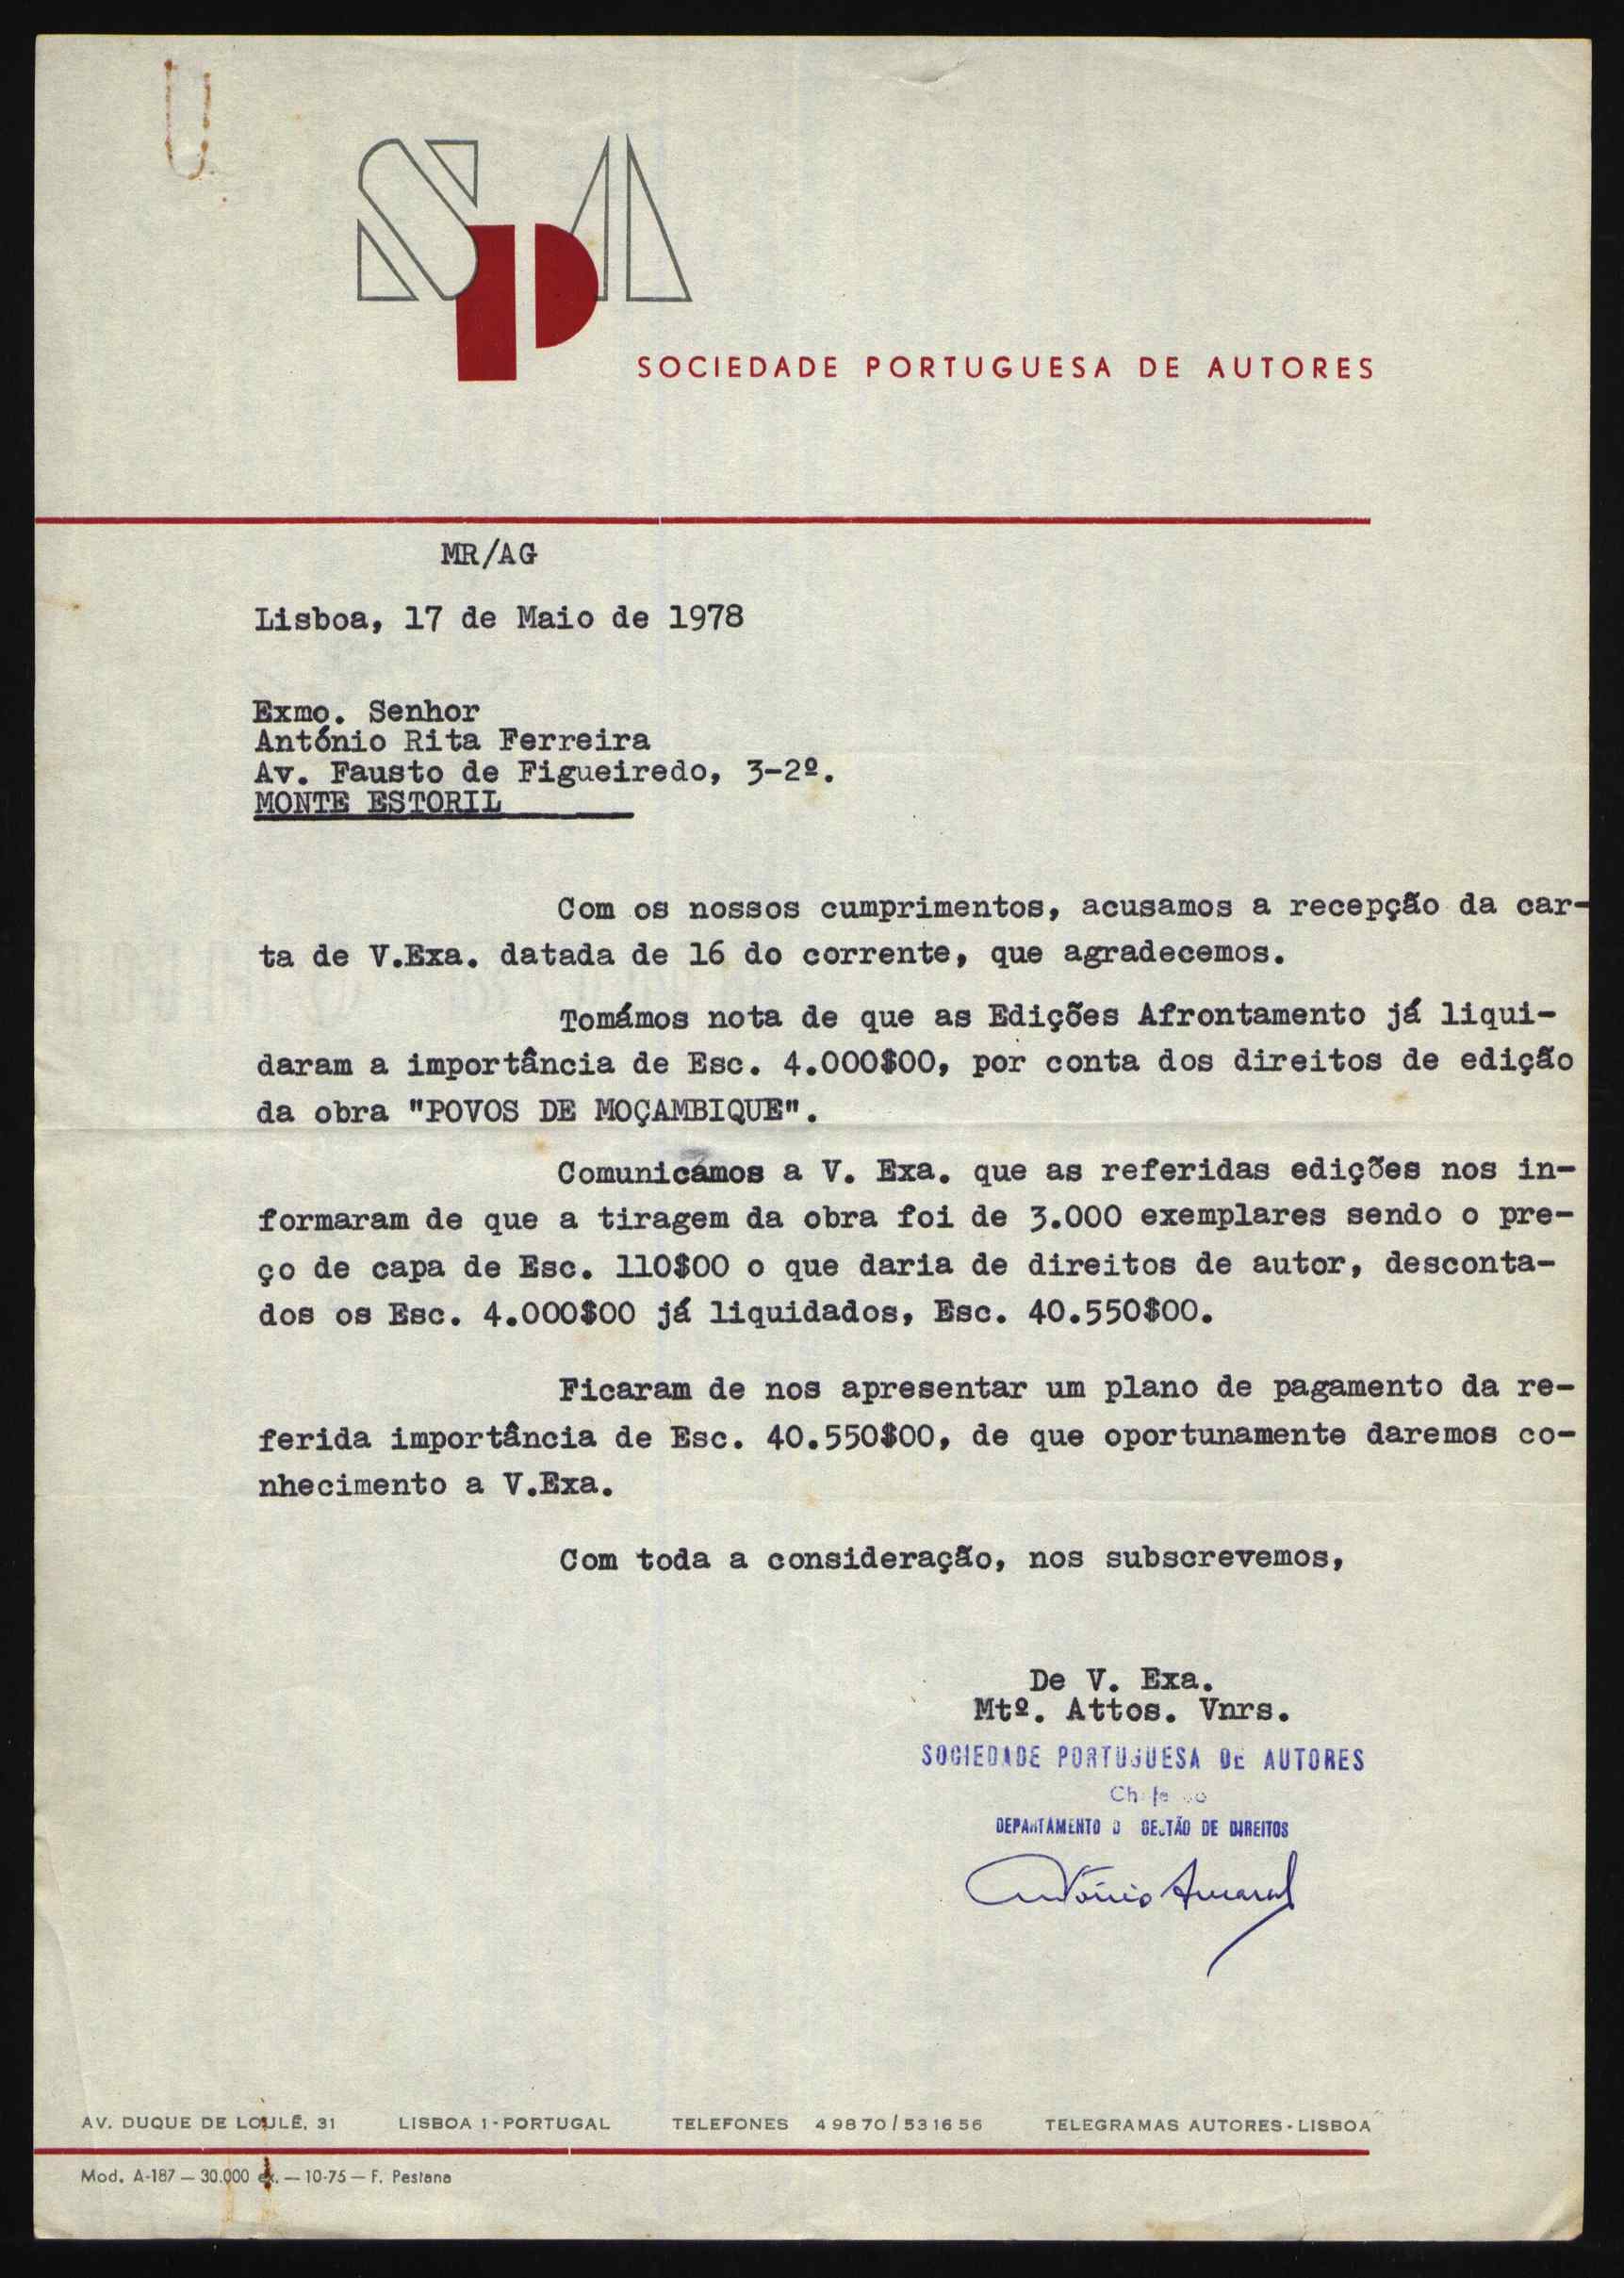 SPA
SOCIEDADE PORTUGUESA DE AUTORES
MR/AG
Lisboa, 17 de Maio de 1978
Exmo. Senhor
António Rita Ferreira
Av. Fausto de Figueiredo, 3-2º.
MONTE ESTORIL
Com os nossos cumprimentos, acusamos a recepção da car-
ta de V.Exa. datada de 16 do corrente, que agradecemos.
Tomámos nota de que as Edições Afrontamento já liqui-
daram a importância de Esc. 4.000$00, por conta dos direitos de edição
da obra "POVOS DE MOÇAMBIQUE".
Comunicámos a V. Exa. que as referidas edições nos in-
formaram de que a tiragem da obra foi de 3.000 exemplares sendo o pre-
ço de capa de Esc. 110$00 o que daria de direitos de autor, desconta-
dos os Esc. 4.000$00 já liquidados, Esc. 40.550$00.
Ficaram de nos apresentar um plano de pagamento da re-
ferida importância de Esc. 40.550$00, de que oportunamente daremos co-
nhecimento a V.Exa.
Com toda a consideração, nos subscrevemos,
De V. Exa.
Mtº. Attos. Vnrs.
SOCIEDADE PORTUGUESA DE AUTORES
DEPARTAMENTO D GESTÃO DE DIREITOS
António Amaral
AV. DUQUE DE LOULÉ, 31 LISBOA 1 - PORTUGAL TELEFONES 4 98 70 / 53 16 56 TELEGRAMAS AUTORES - LISBOA
Mod. A-187 — 30.000 ex. — 10-75 — F. Pestana